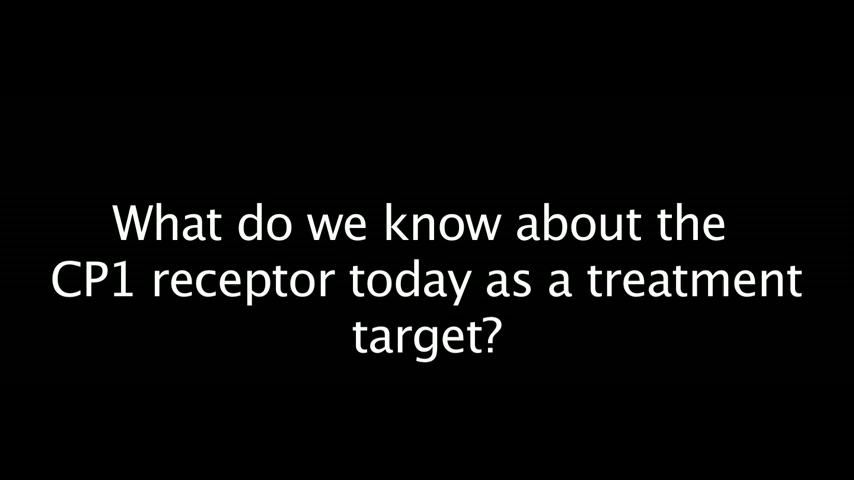 What do we know about the
CP1 receptor today as a treatment
target?